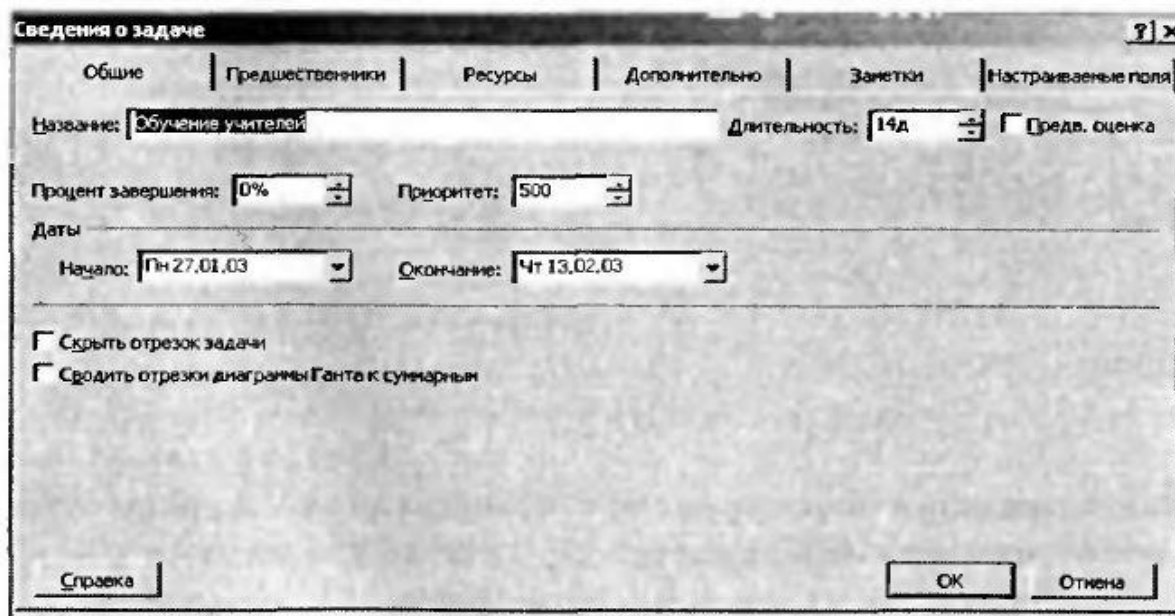 Сведения о задаче
Общие Предшественники Ресурсы Дополнительно Заметки Настраиваемые поля
Название: Обучение учителей Длительность: 14д Предв. оценка
Процент завершения: 0% Приоритет: 500
Даты
Начало: Пн 27.01.03 Окончание: Чт 13.02.03
Скрыть отрезок задачи
Сводить отрезки диаграммы Ганта к суммарным
Справка ОК Отмена